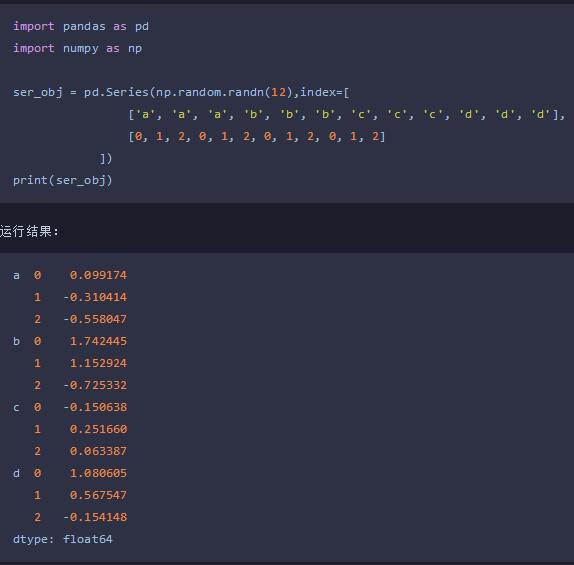 import pandas as pd
import numpy as np
ser_obj = pd.Series(np.random.randn(12),index=[
                ['a', 'a', 'a', 'b', 'b', 'b', 'c', 'c', 'c', 'd', 'd', 'd'],
                [0, 1, 2, 0, 1, 2, 0, 1, 2, 0, 1, 2]
            ])
print(ser_obj)
运行结果:
a  0    0.099174
   1   -0.310414
   2   -0.558047
b  0    1.742445
   1    1.152924
   2   -0.725332
c  0   -0.150638
   1    0.251660
   2    0.063387
d  0    1.080605
   1    0.567547
   2   -0.154148
dtype: float64